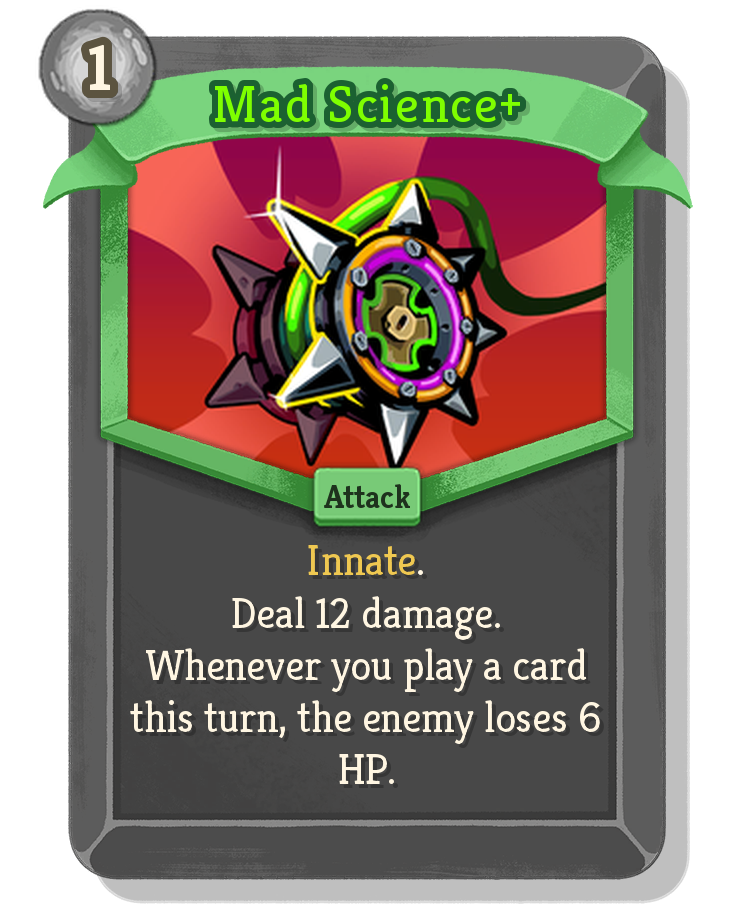 1
Mad Science+
Attack
Innate.
Deal 12 damage.
Whenever you play a card
this turn, the enemy loses 6
HP.